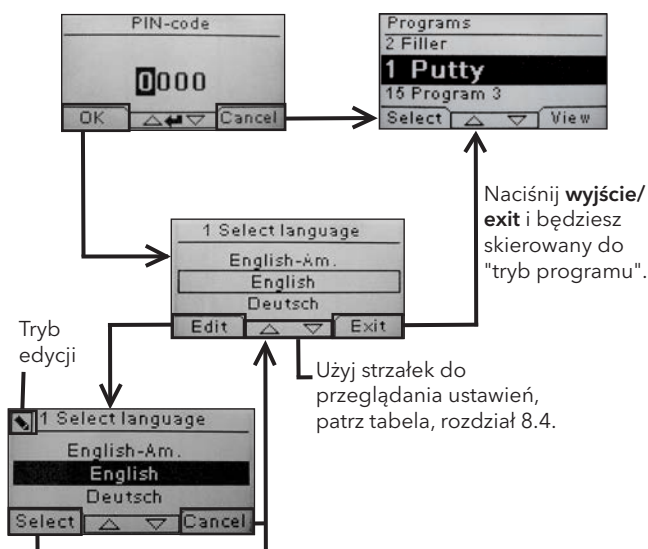 PIN-code
0000
OK
Cancel
Programs
2 Filler
1 Putty
15 Program 3
Select
View
Naciśnij wyjście/
exit i będziesz
skierowany do
"tryb programu".
1 Select language
English-Am.
English
Deutsch
Edit
Exit
Użyj strzałek do
przeglądania ustawień,
patrz tabela, rozdział 8.4.
Tryb
edycji
1 Select language
English-Am.
English
Deutsch
Select
Cancel